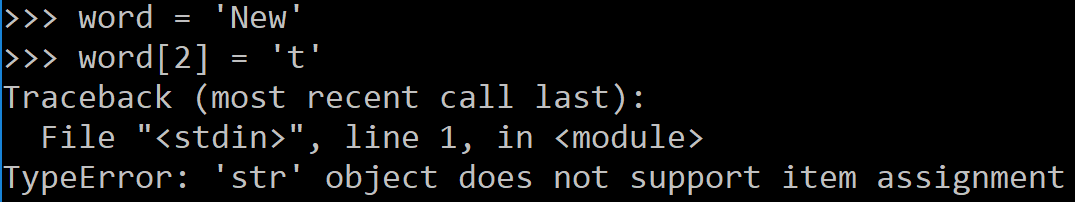 >>> word = 'New'
>>> word[2] = 't'
Traceback (most recent call last):
  File "<stdin>", line 1, in <module>
TypeError: 'str' object does not support item assignment